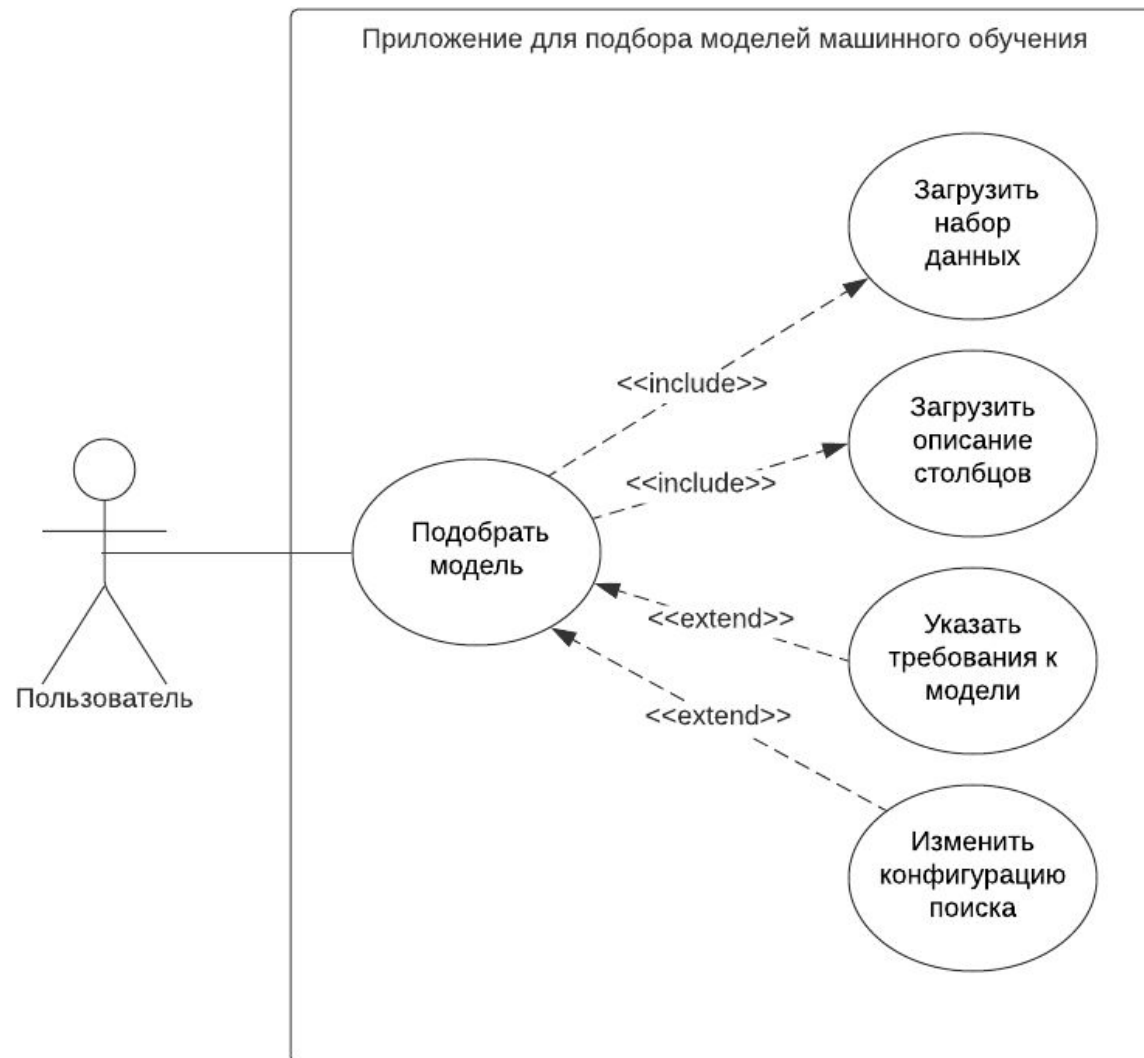 Приложение для подбора моделей машинного обучения
Загрузить
набор
данных
<<include>>
Загрузить
описание
столбцов
<<include>>
Подобрать
модель
<<extend>>
Указать
требования к
модели
Пользователь
<<extend>>
Изменить
конфигурацию
поиска